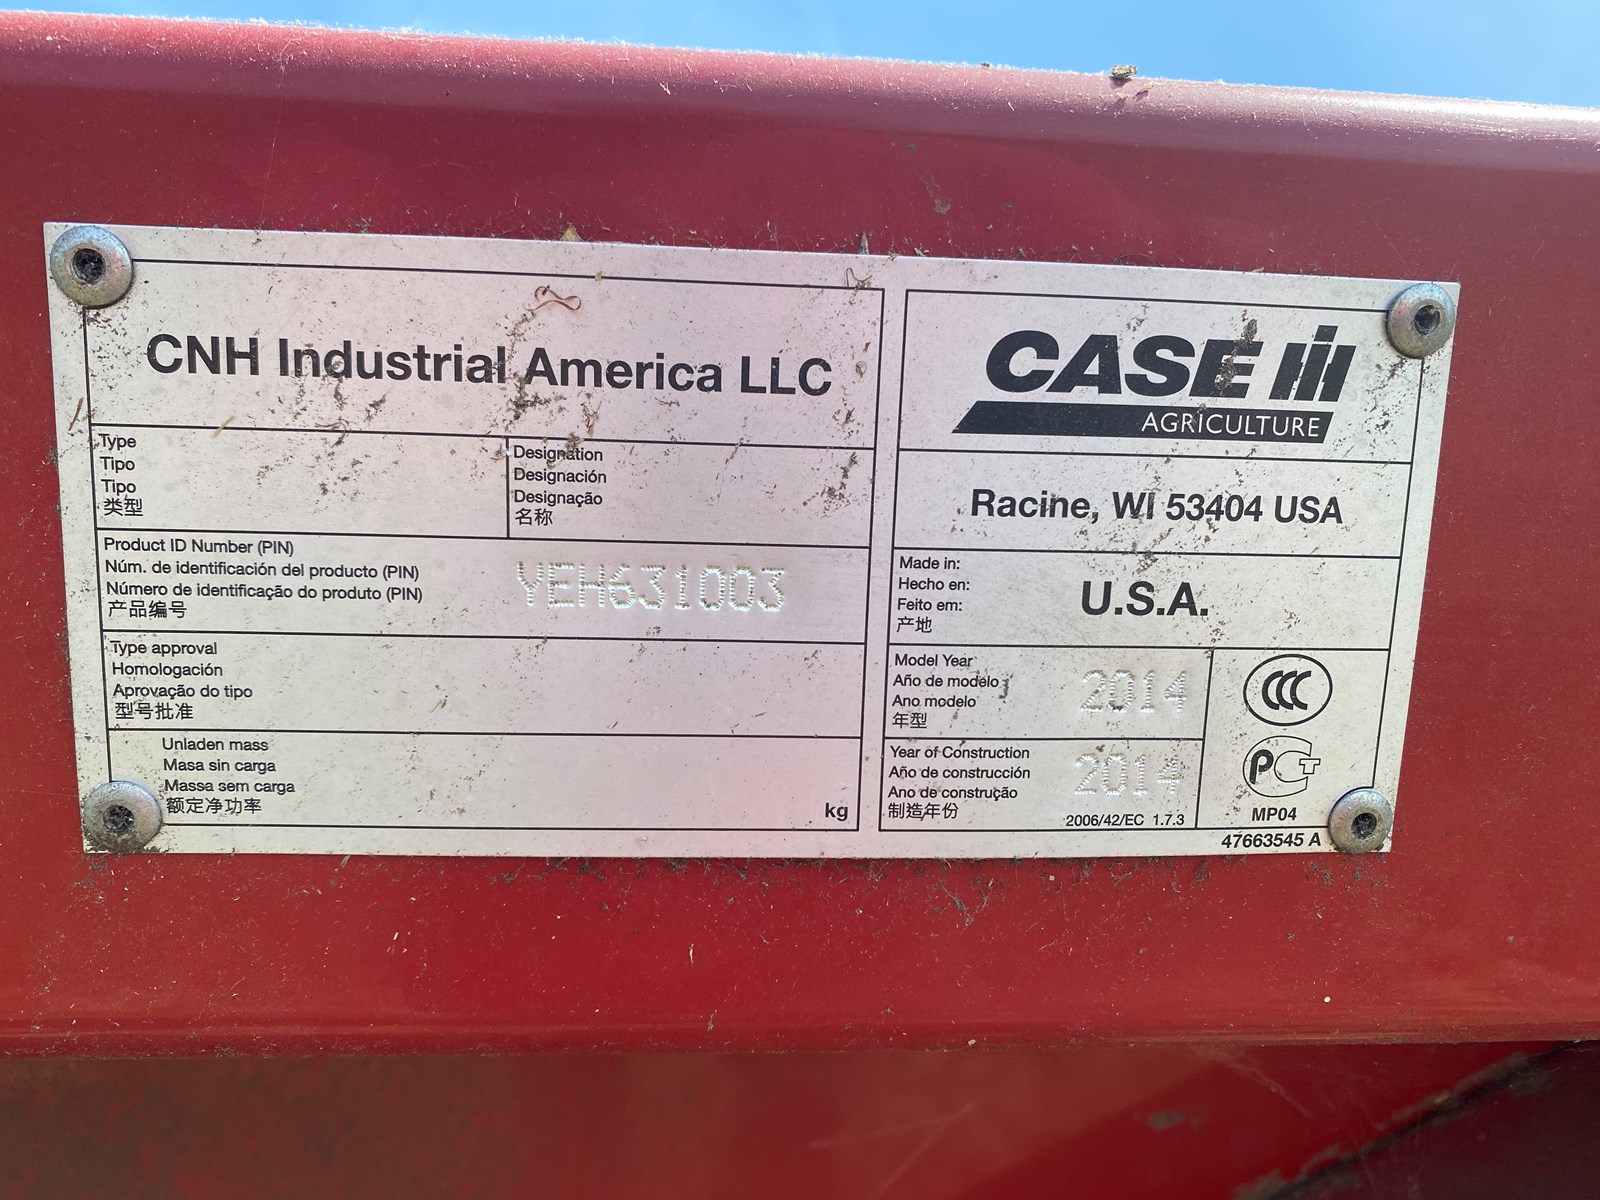 CNH Industrial America LLC
Type
Tipo
Tipo
类型
Designation
Designación
Designação
名称
Product ID Number (PIN)
Núm. de identificación del producto (PIN)
Número de identificação do produto (PIN)
产品编号
YEH631003
Type approval
Homologación
Aprovação do tipo
型号批准
Unladen mass
Masa sin carga
Massa sem carga
额定净功率
kg
CASE IH
AGRICULTURE
Racine, WI 53404 USA
Made in:
Hecho en:
Feito em:
产地
U.S.A.
Model Year
Año de modelo
Ano modelo
年型
2014
Year of Construction
Año de construcción
Ano de construção
制造年份
2014
2006/42/EC 1.7.3
CCC
РСТ
MP04
47663545 A